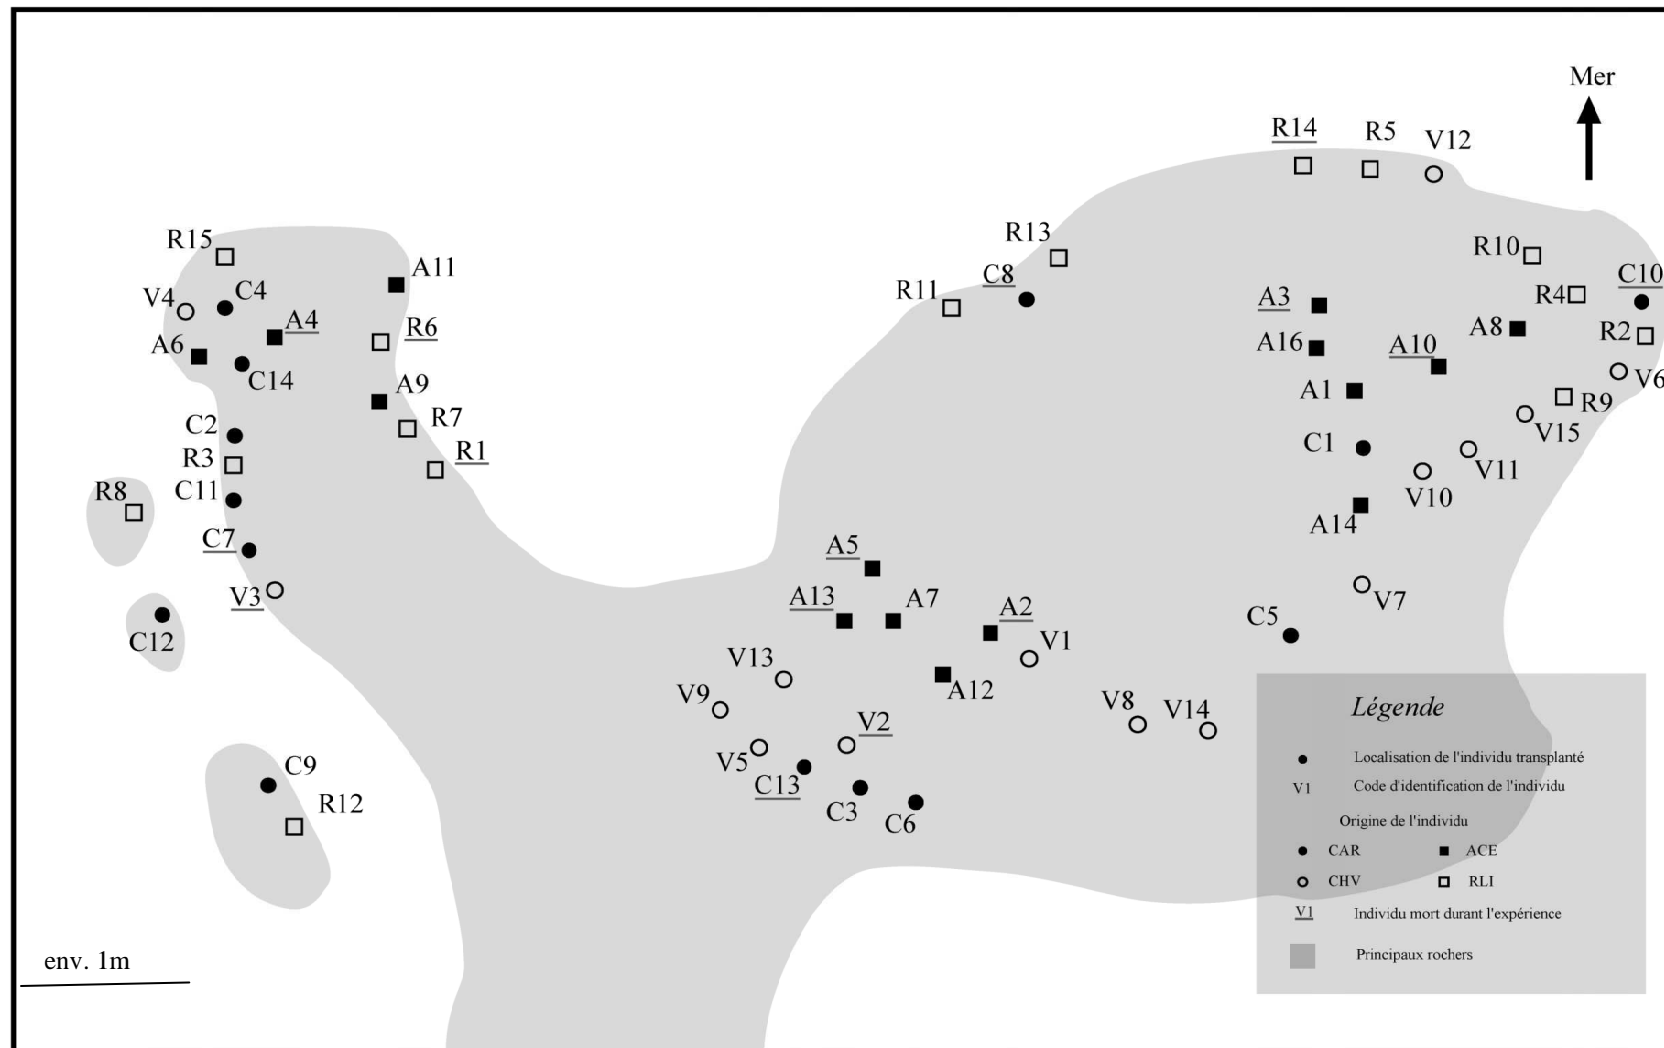 Mer
R14 R5 V12
R15 A11 R13 R10
V4 C4 R11 C8 A3 R4 C10
A6 A4 R6 A16 A10 A8 R2
C14 A9 A1 R9 V6
C2 R7 C1 V15
R3 R1 V11
R8 C11 V10
C7 A5 A14
V3 A13 A7 A2 V7
C12 V13 V1 C5
V9 A12 V8 V14
V5 V2
C9 C13 C3 C6
R12
env. 1m
Légende
Localisation de l'individu transplanté
V1 Code d'identification de l'individu
Origine de l'individu
CAR ACE
CHV RLI
V1 Individu mort durant l'expérience
Principaux rochers